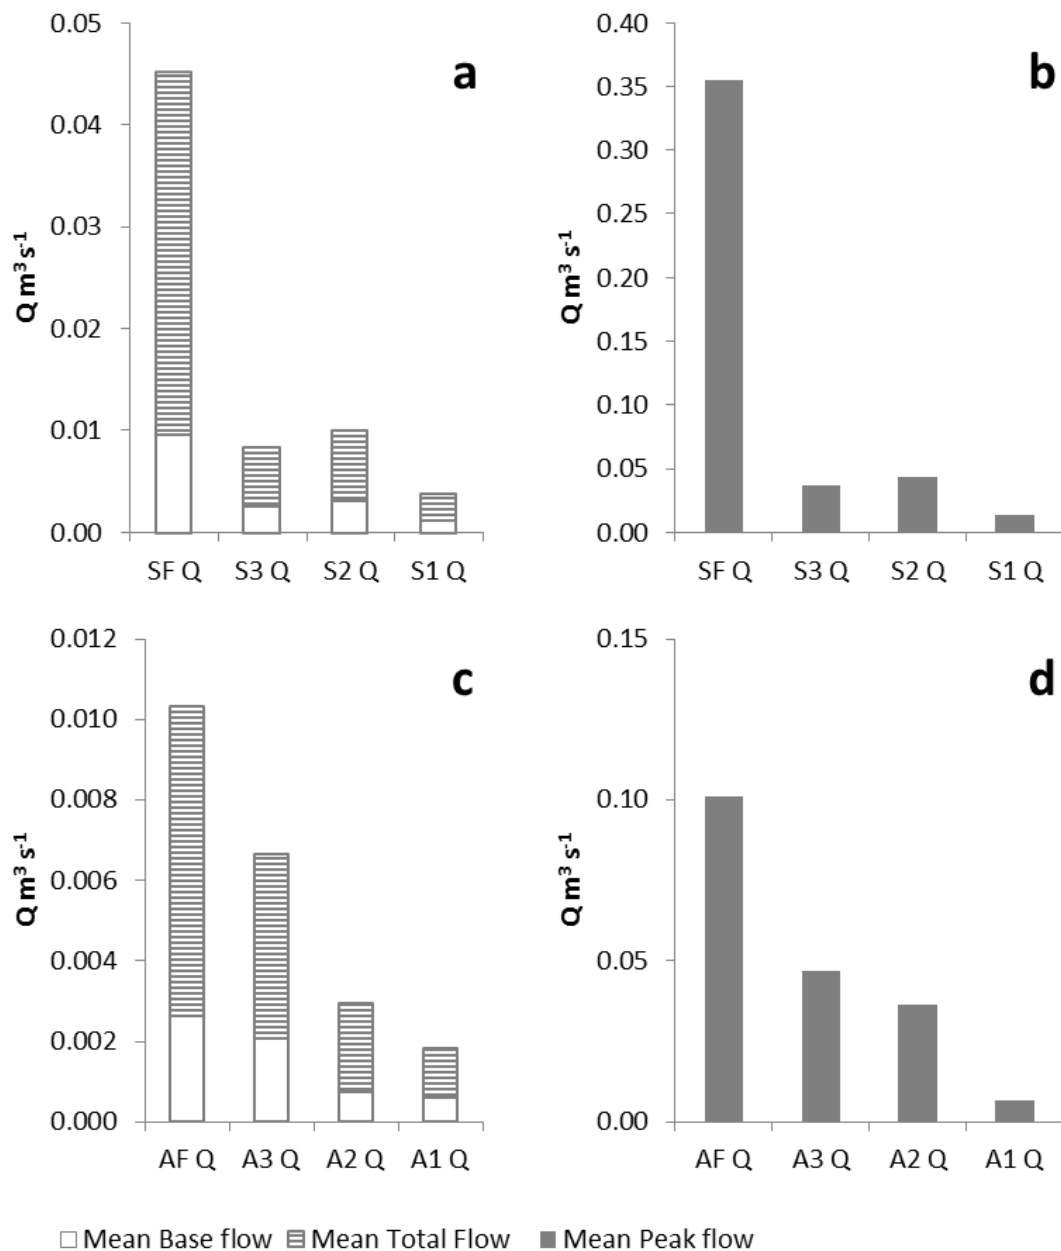 a
0.05
0.04
0.03
0.02
0.01
0.00
Q m³ s⁻¹
SF Q S3 Q S2 Q S1 Q
b
0.40
0.35
0.30
0.25
0.20
0.15
0.10
0.05
0.00
Q m³ s⁻¹
SF Q S3 Q S2 Q S1 Q
c
0.012
0.010
0.008
0.006
0.004
0.002
0.000
Q m³ s⁻¹
AF Q A3 Q A2 Q A1 Q
d
0.15
0.10
0.05
0.00
Q m³ s⁻¹
AF Q A3 Q A2 Q A1 Q
Mean Base flow Mean Total Flow Mean Peak flow